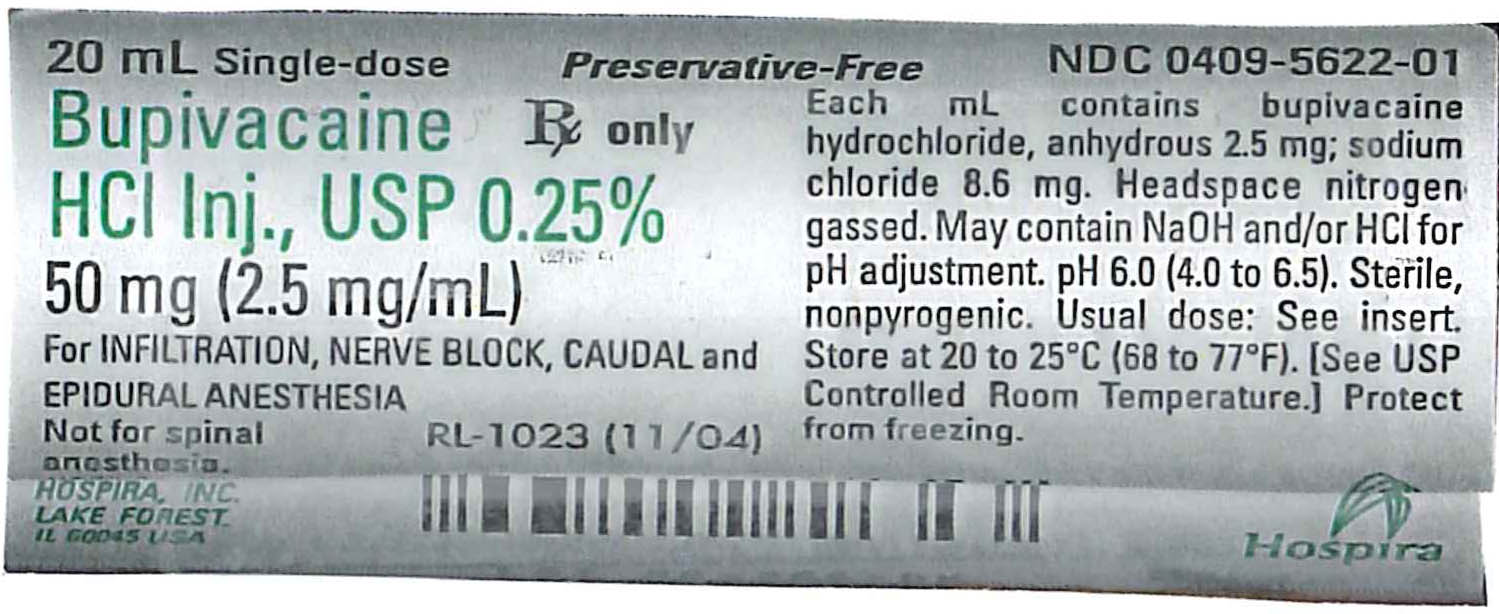 20 mL Single-dose Preservative-Free NDC 0409-5622-01
Bupivacaine ℞ only
HCl Inj., USP 0.25%
50 mg (2.5 mg/mL)
For INFILTRATION, NERVE BLOCK, CAUDAL and
EPIDURAL ANESTHESIA
Not for spinal
anesthesia.
RL-1023 (11/04)
Each mL contains bupivacaine
hydrochloride, anhydrous 2.5 mg; sodium
chloride 8.6 mg. Headspace nitrogen
gassed. May contain NaOH and/or HCl for
pH adjustment. pH 6.0 (4.0 to 6.5). Sterile,
nonpyrogenic. Usual dose: See insert.
Store at 20 to 25°C (68 to 77°F). [See USP
Controlled Room Temperature.] Protect
from freezing.
HOSPIRA, INC.
LAKE FOREST
IL 60045 USA
Hospira